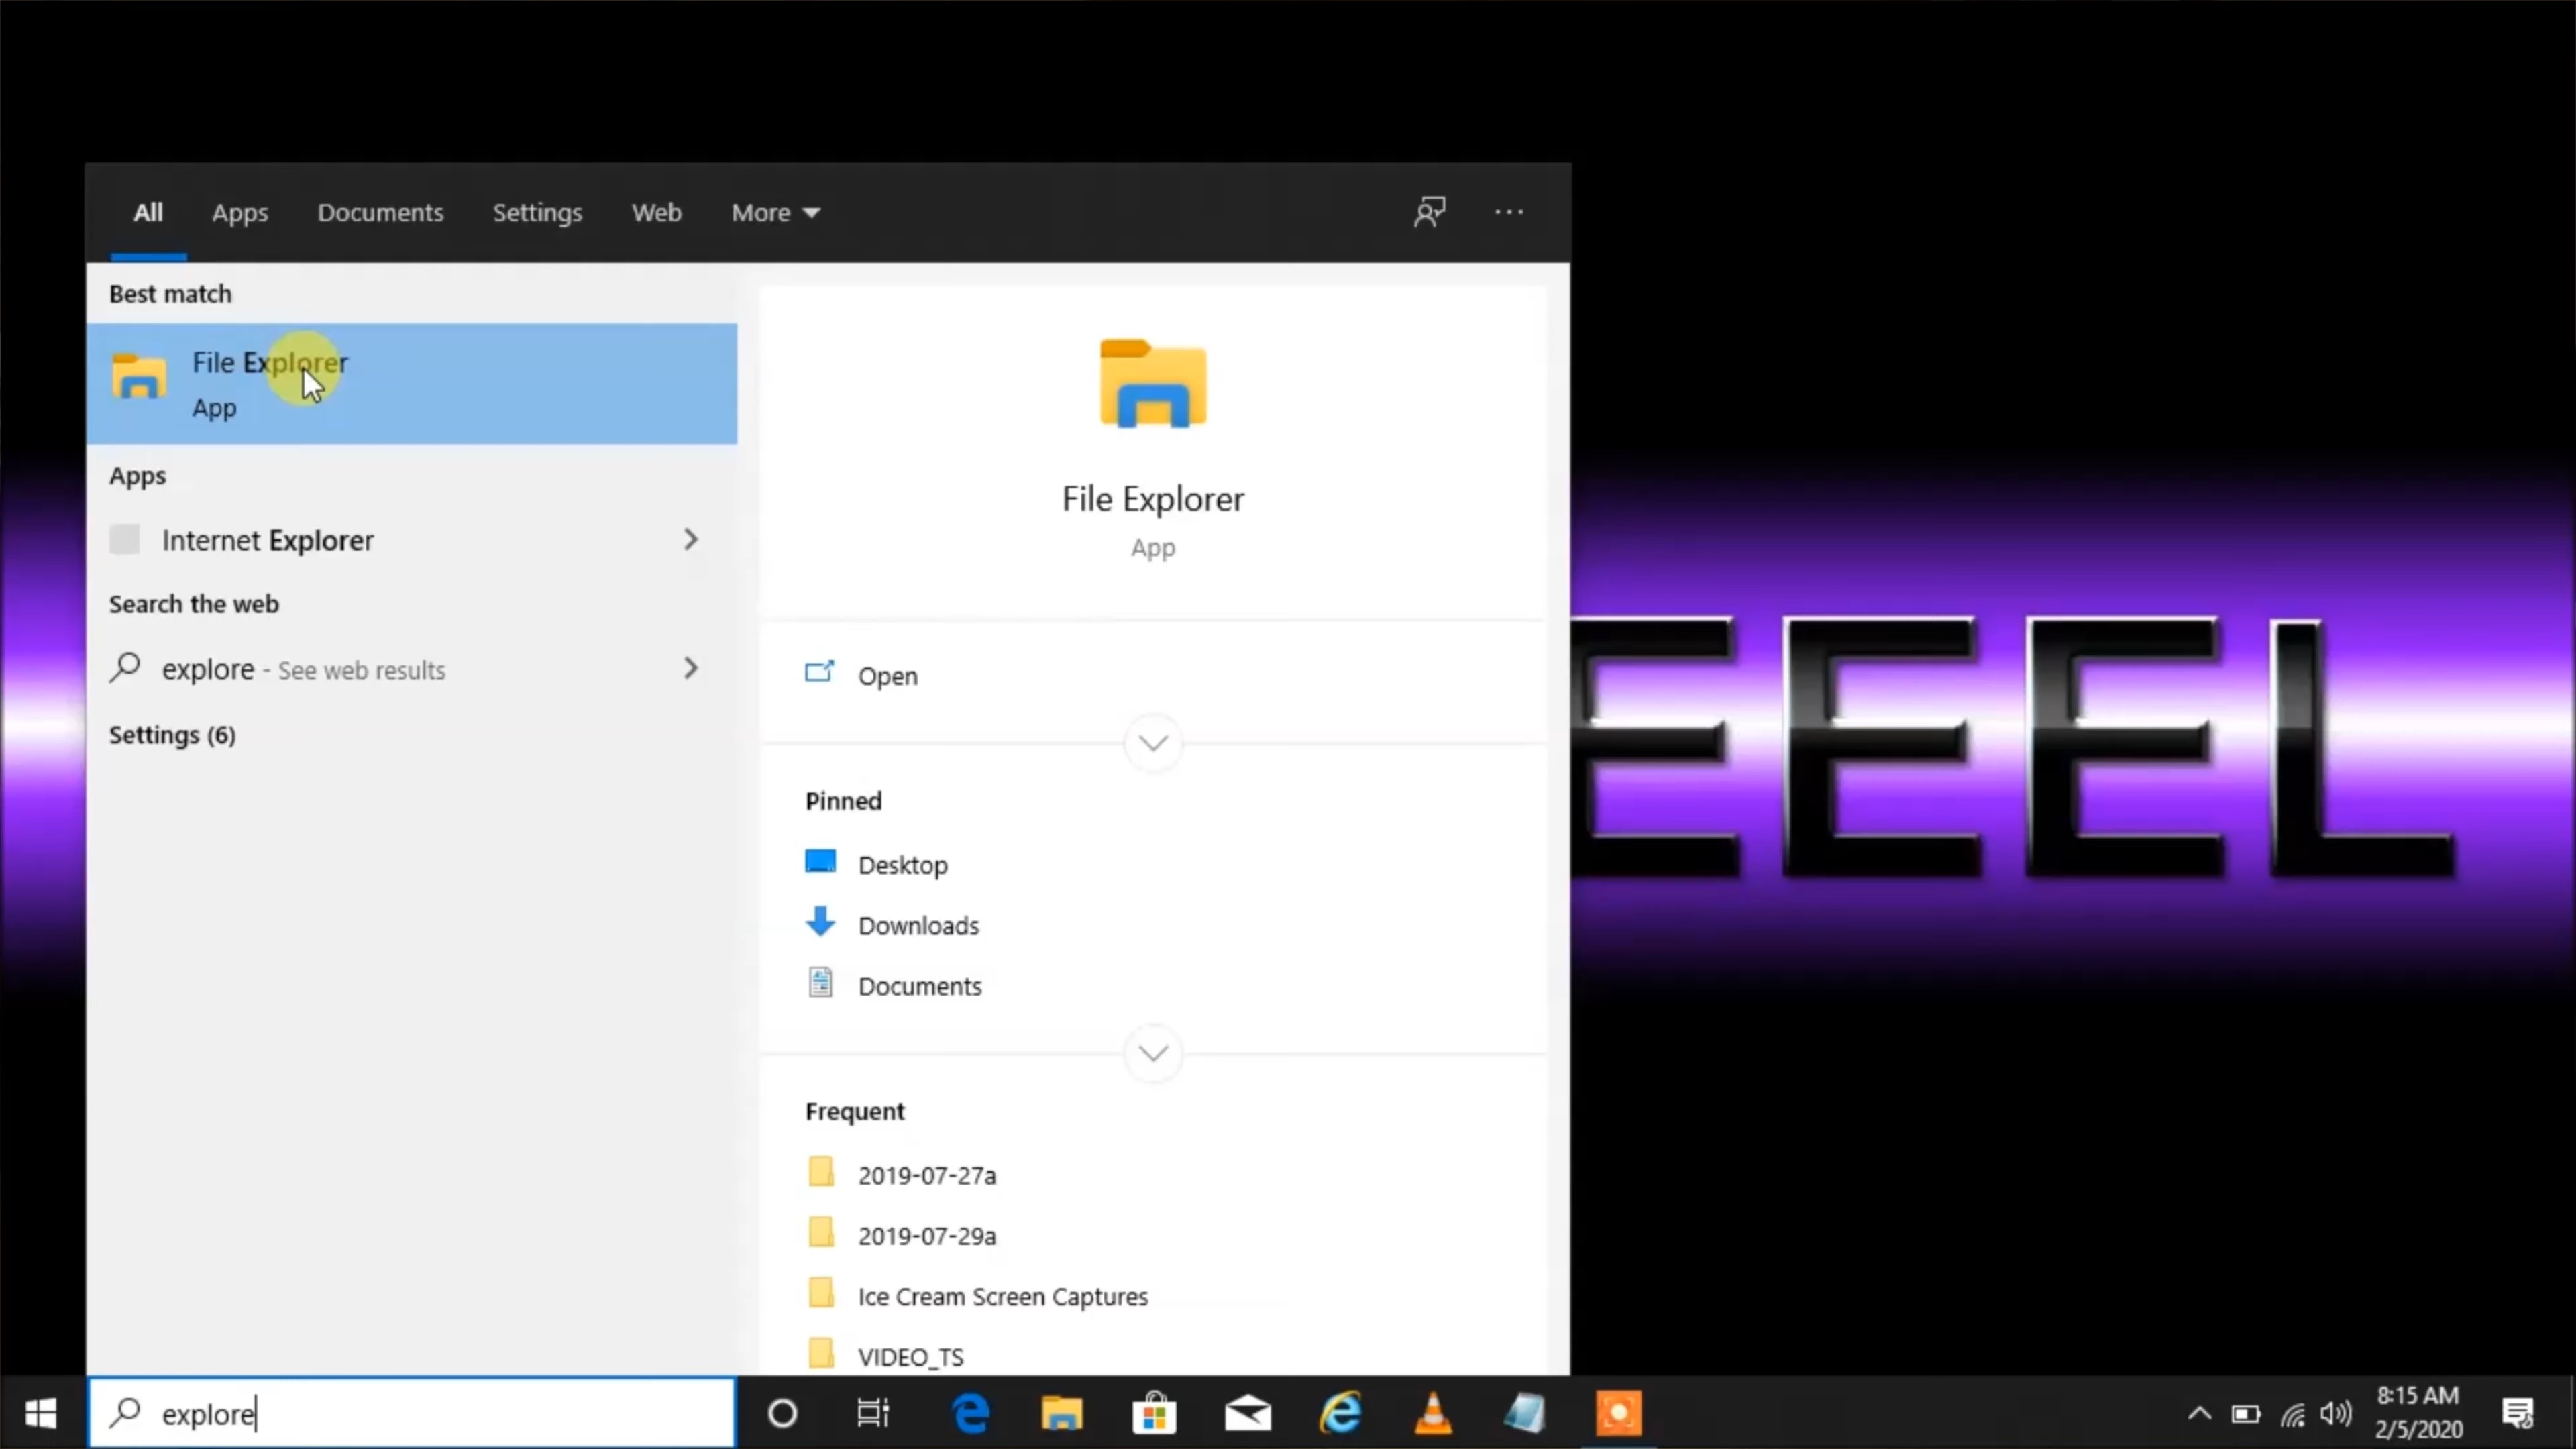 All Apps Documents Settings Web More
Best match
File Explorer
App
Apps
Internet Explorer
Search the web
explore - See web results
Settings (6)
File Explorer
App
Open
Pinned
Desktop
Downloads
Documents
Frequent
2019-07-27a
2019-07-29a
Ice Cream Screen Captures
VIDEO_TS
EEEL
explore
8:15 AM
2/5/2020